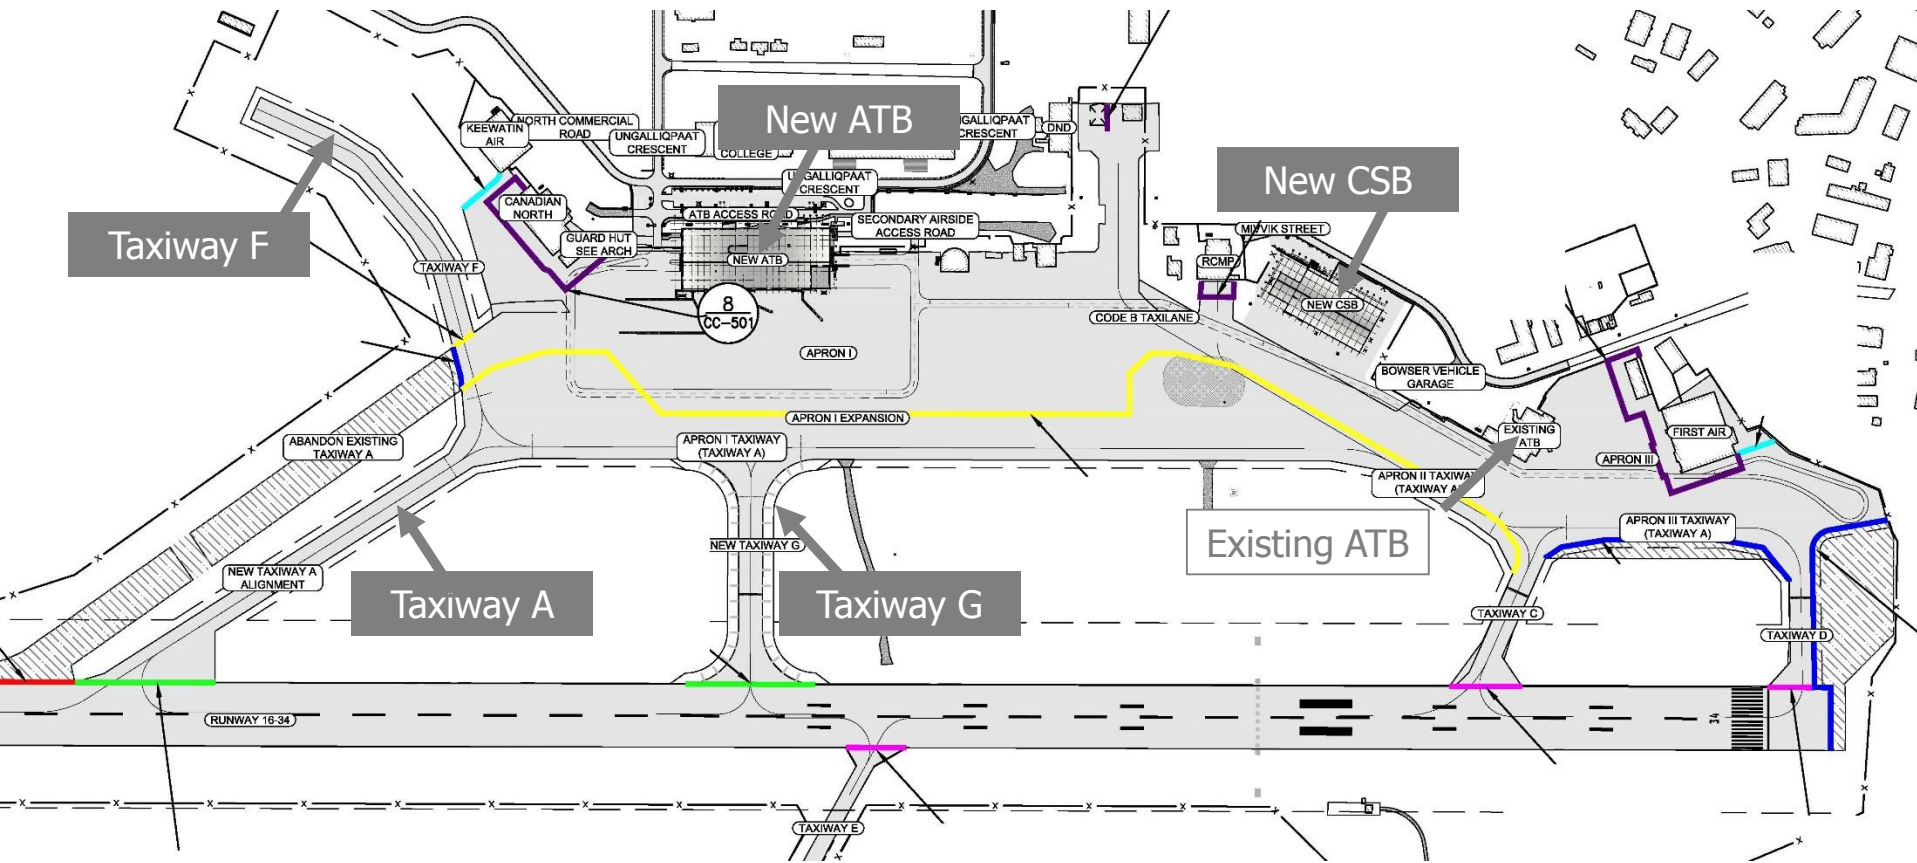 New ATB
KEEWATIN
AIR
NORTH COMMERCIAL
ROAD
UNGALLIQPAAT
CRESCENT
COLLEGE
CRESCENT
DND
New CSB
UNGALLIQPAAT
CRESCENT
CANADIAN
NORTH
ATB ACCESS ROAD
SECONDARY AIRSIDE
ACCESS ROAD
Taxiway F
GUARD HUT
SEE ARCH
MIVVIK STREET
TAXIWAY F
NEW ATB
RCMP
8
CC-501
NEW CSB
CODE B TAXILANE
APRON I
BOWSER VEHICLE
GARAGE
APRON I EXPANSION
ABANDON EXISTING
TAXIWAY A
APRON I TAXIWAY
(TAXIWAY A)
EXISTING
ATB
FIRST AIR
APRON III
APRON II TAXIWAY
(TAXIWAY A)
Existing ATB
APRON III TAXIWAY
(TAXIWAY A)
NEW TAXIWAY G
NEW TAXIWAY A
ALIGNMENT
Taxiway A
Taxiway G
TAXIWAY C
TAXIWAY D
RUNWAY 16-34
34
TAXIWAY E